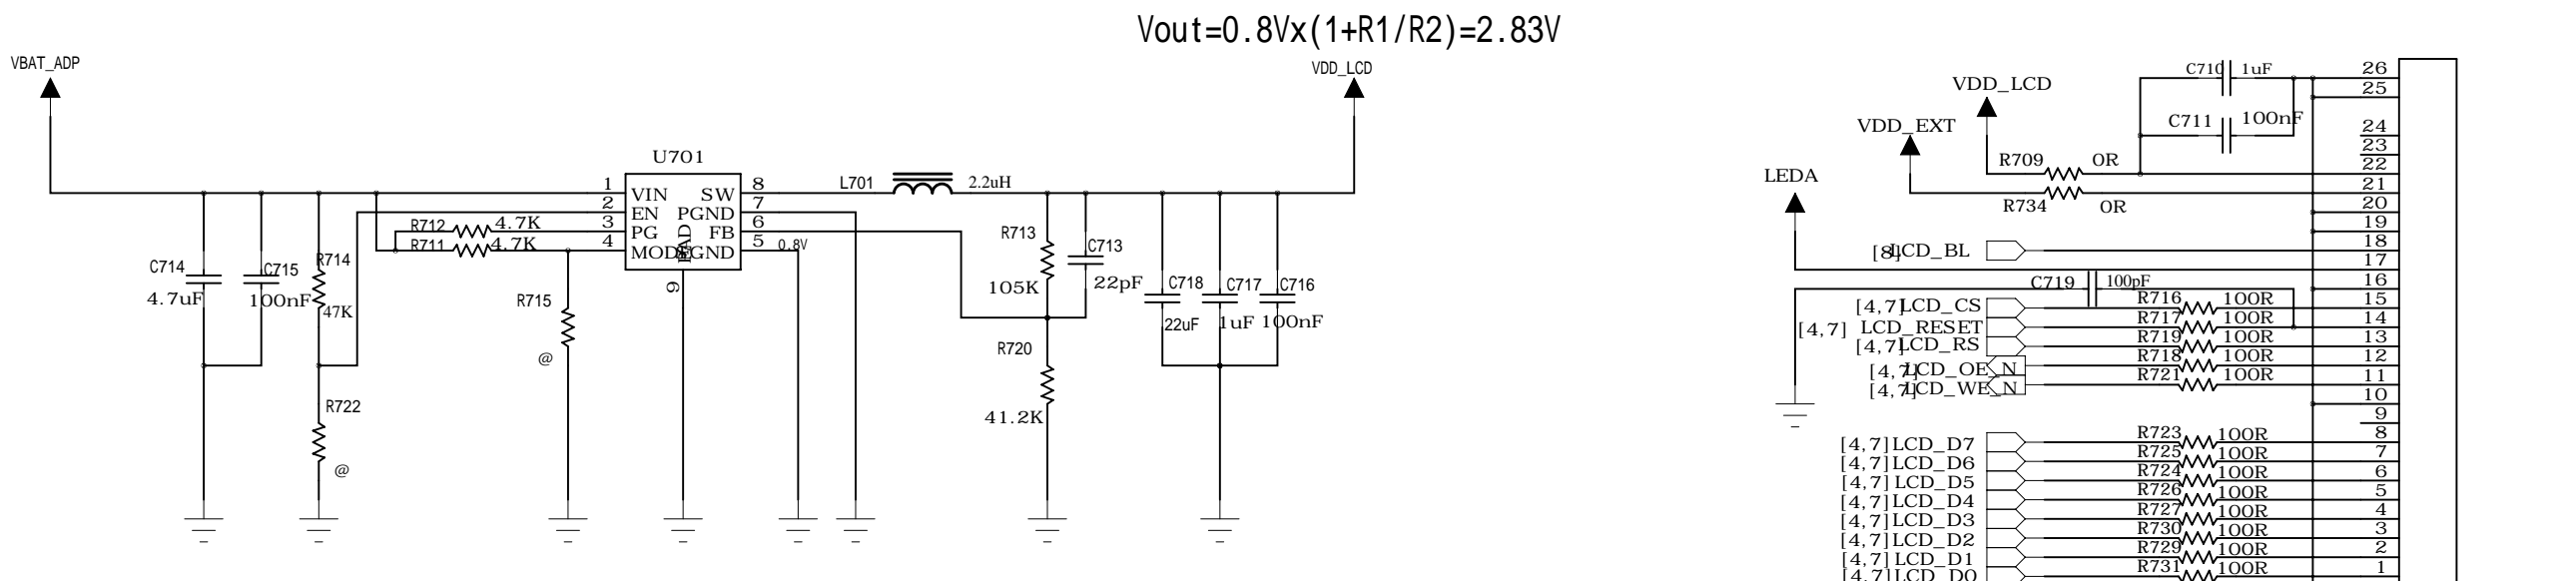 Vout=0.8Vx(1+R1/R2)=2.83V
VBAT_ADP
VDD_LCD
U701
1 VIN SW 8
2 EN PGND 7
3 PG FB 6
4 5
9
0.8V
R712 4.7K
R711 4.7K
L701 2.2uH
C714
4.7uF
C715
100nF
R714
47K
R722
@
R715
@
R713
105K
C713
22pF
R720
41.2K
C718
22uF
C717
1uF
C716
100nF
VDD_LCD
VDD_EXT
LEDA
C710 1uF
C711 100nF
R709 0R
R734 0R
[8]LCD_BL
C719 100pF
[4,7]LCD_CS R716 100R
[4,7] LCD_RESET R717 100R
[4,7]LCD_RS R719 100R
[4,7]LCD_OE_N R718 100R
[4,7]LCD_WE_N R721 100R
[4,7]LCD_D7 R723 100R
[4,7]LCD_D6 R725 100R
[4,7]LCD_D5 R724 100R
[4,7]LCD_D4 R726 100R
[4,7]LCD_D3 R727 100R
[4,7]LCD_D2 R730 100R
[4,7]LCD_D1 R729 100R
[4,7]LCD_D0 R731 100R
26
25
24
23
22
21
20
19
18
17
16
15
14
13
12
11
10
9
8
7
6
5
4
3
2
1